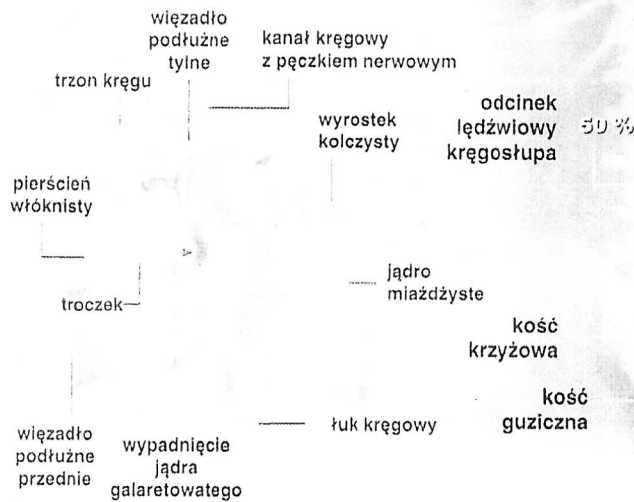 więzadło
podłużne
tylne
kanał kręgowy
z pęczkiem nerwowym
trzon kręgu
odcinek
lędźwiowy
kręgosłupa
50 %
wyrostek
kolczysty
pierścień
włóknisty
jądro
miażdżyste
troczek
kość
krzyżowa
kość
guziczna
łuk kręgowy
więzadło
podłużne
przednie
wypadnięcie
jądra
galaretowatego